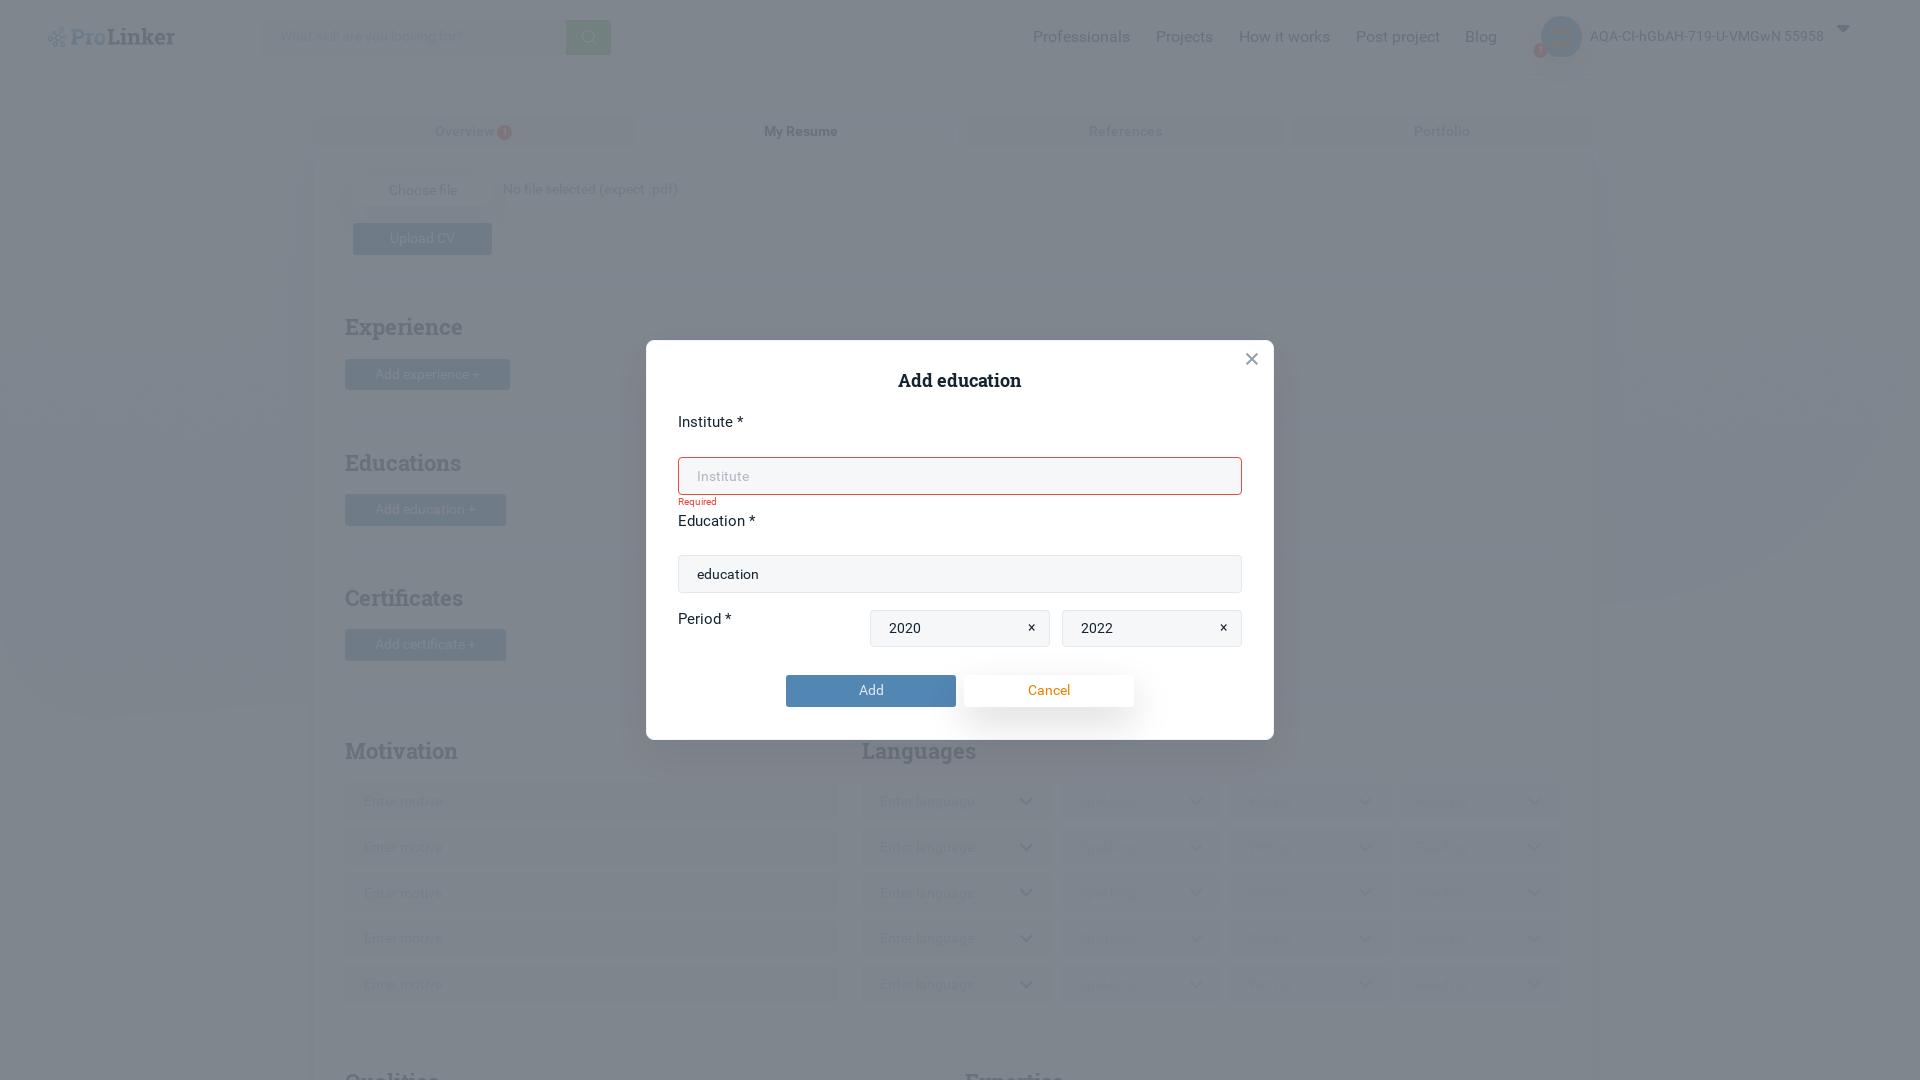 ProLinker
What skill are you looking for?
Professionals
Projects
How it works
Post project
Blog
AQA-CI-hGbAH-719-U-VMGwN 55958
Overview 1
My Resume
References
Portfolio
Choose file
No file selected (expect .pdf)
Upload CV
Experience
Add experience +
Educations
Add education +
Certificates
Add certificate +
Add education
Institute *
Institute
Required
Education *
education
Period *
2020 ×
2022 ×
Add
Cancel
Motivation
Languages
Enter motive
Enter language
Enter motive
Enter language
Enter motive
Enter language
Enter motive
Enter language
Enter motive
Enter language
Qualities
Expertise